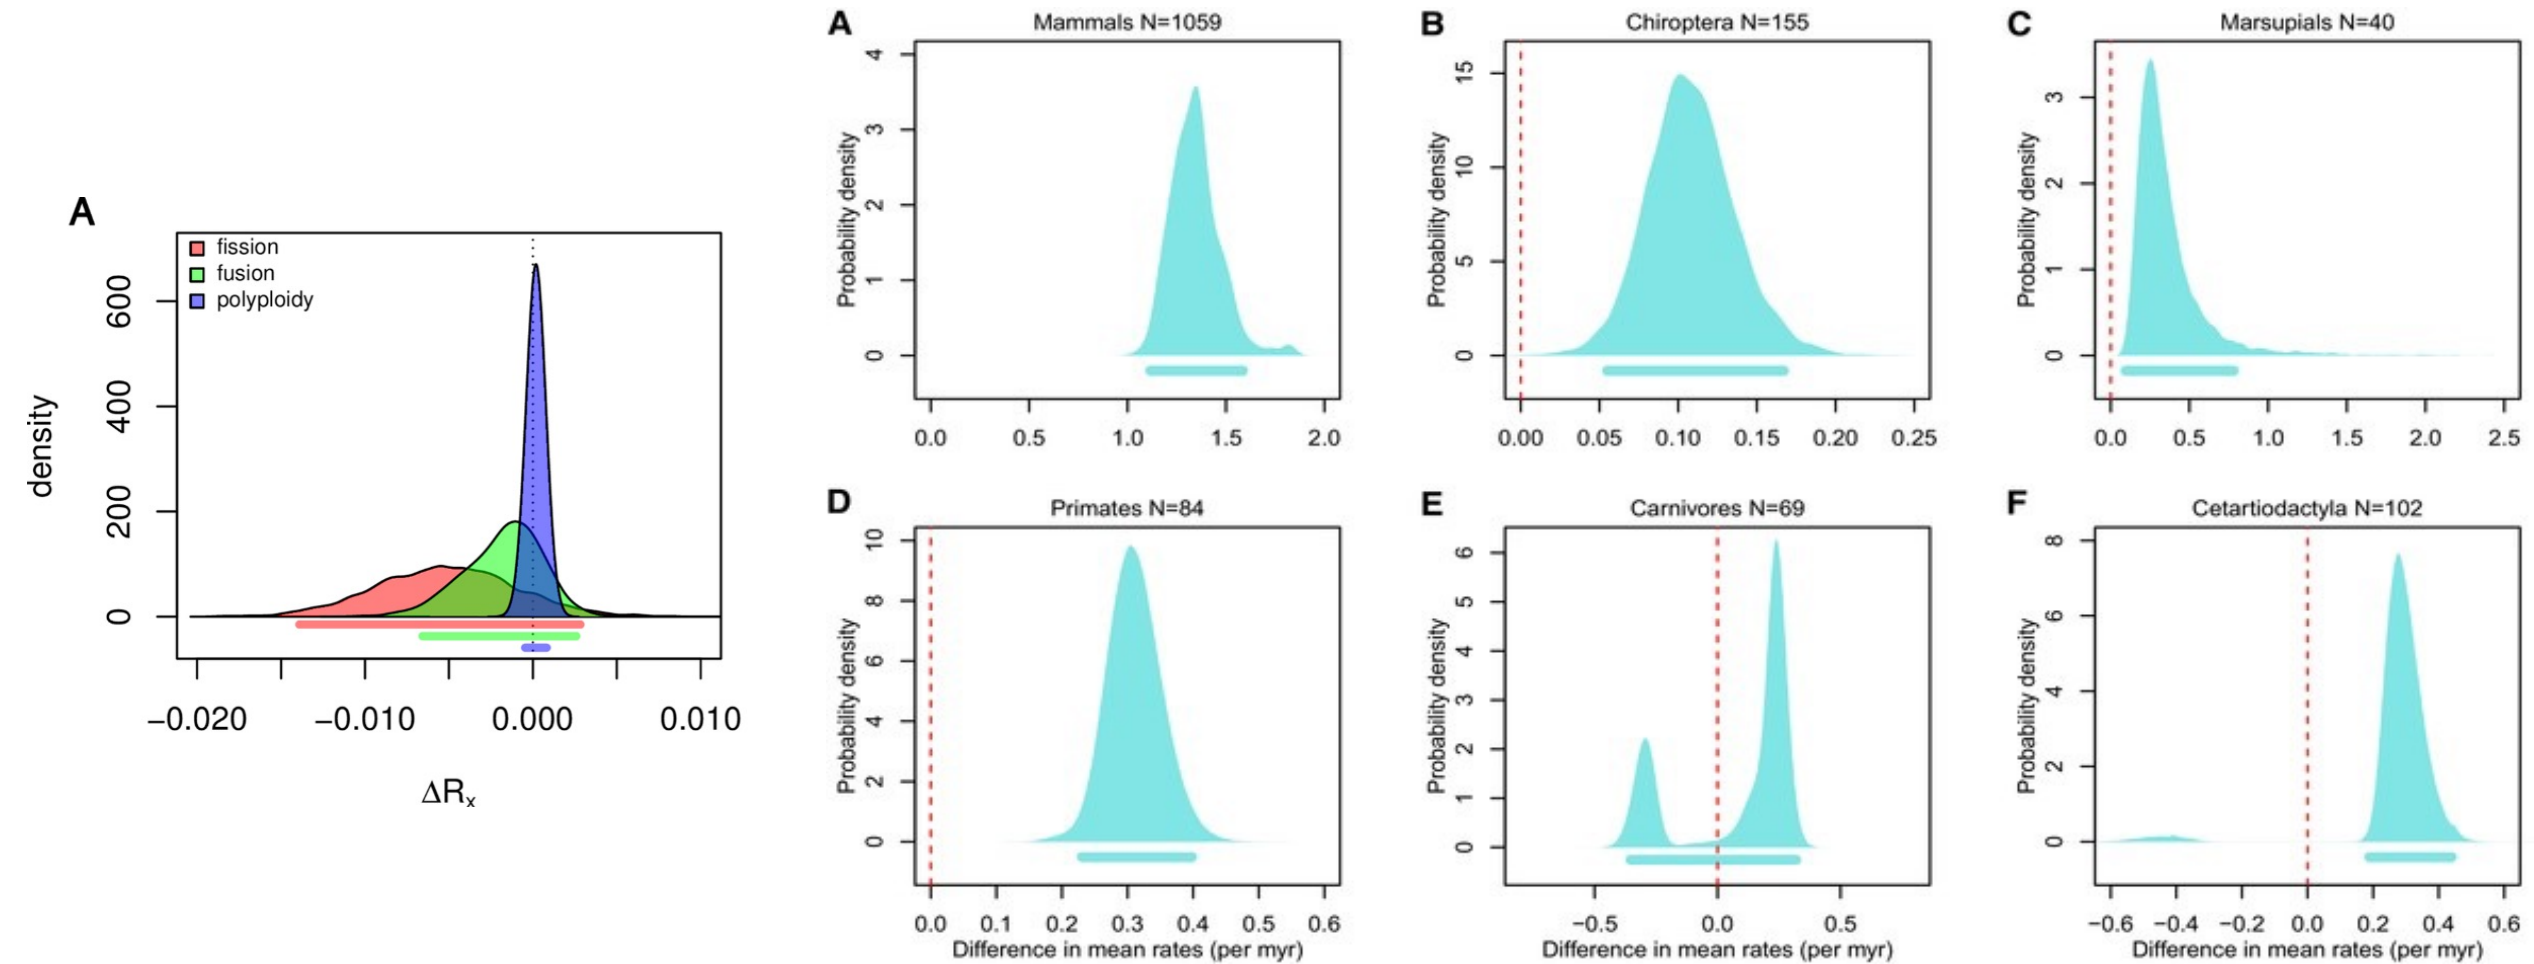 A
fission
fusion
polyploidy
density
0
200
400
600
−0.020
−0.010
0.000
0.010
ΔRx
A
Mammals N=1059
Probability density
0
1
2
3
4
0.0
0.5
1.0
1.5
2.0
B
Chiroptera N=155
Probability density
0
5
10
15
0.00
0.05
0.10
0.15
0.20
0.25
C
Marsupials N=40
Probability density
0
1
2
3
0.0
0.5
1.0
1.5
2.0
2.5
D
Primates N=84
Probability density
0
2
4
6
8
10
0.0
0.1
0.2
0.3
0.4
0.5
0.6
Difference in mean rates (per myr)
E
Carnivores N=69
Probability density
0
1
2
3
4
5
6
−0.5
0.0
0.5
Difference in mean rates (per myr)
F
Cetartiodactyla N=102
Probability density
0
2
4
6
8
−0.6
−0.4
−0.2
0.0
0.2
0.4
0.6
Difference in mean rates (per myr)